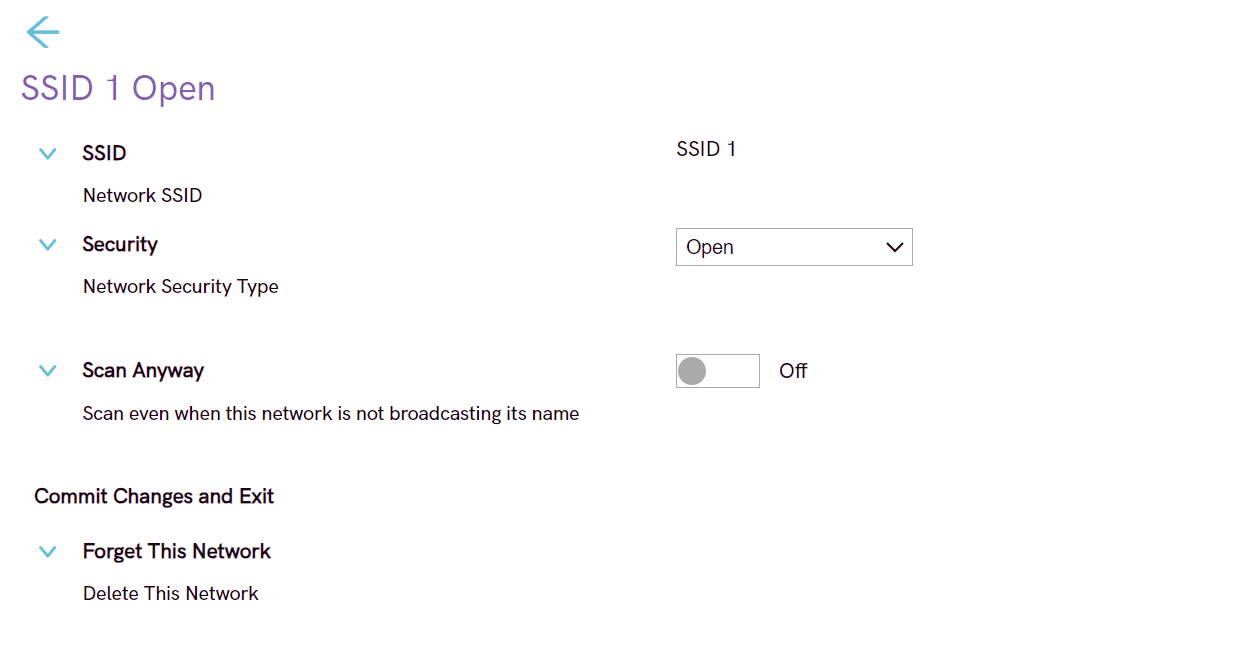 SSID 1 Open
SSID
SSID 1
Network SSID
Security
Open
Network Security Type
Scan Anyway
Off
Scan even when this network is not broadcasting its name
Commit Changes and Exit
Forget This Network
Delete This Network